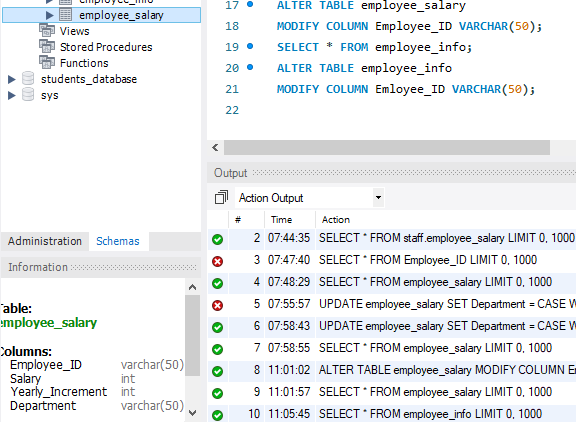 employee_info
employee_salary
Views
Stored Procedures
Functions
students_database
sys
Administration Schemas
Information
Table:
employee_salary
Columns:
Employee_ID varchar(50)
Salary int
Yearly_Increment int
Department varchar(50)
17 ALTER TABLE employee_salary
18 MODIFY COLUMN Employee_ID VARCHAR(50);
19 SELECT * FROM employee_info;
20 ALTER TABLE employee_info
21 MODIFY COLUMN Emloyee_ID VARCHAR(50);
22
Output
Action Output
# Time Action
2 07:44:35 SELECT * FROM staff.employee_salary LIMIT 0, 1000
3 07:47:40 SELECT * FROM Employee_ID LIMIT 0, 1000
4 07:48:29 SELECT * FROM employee_salary LIMIT 0, 1000
5 07:55:57 UPDATE employee_salary SET Department = CASE W
6 07:58:43 UPDATE employee_salary SET Department = CASE W
7 07:58:55 SELECT * FROM employee_salary LIMIT 0, 1000
8 11:01:02 ALTER TABLE employee_salary MODIFY COLUMN E
9 11:01:57 SELECT * FROM employee_salary LIMIT 0, 1000
10 11:05:45 SELECT * FROM employee_info LIMIT 0, 1000